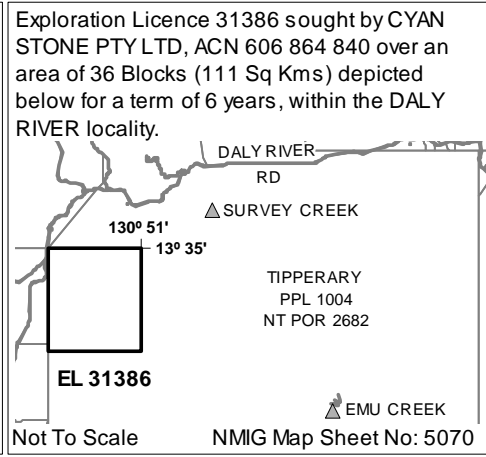 Exploration Licence 31386 sought by CYAN
STONE PTY LTD, ACN 606 864 840 over an
area of 36 Blocks (111 Sq Kms) depicted
below for a term of 6 years, within the DALY
RIVER locality.
DALY RIVER
RD
SURVEY CREEK
130º 51'
13º 35'
TIPPERARY
PPL 1004
NT POR 2682
EL 31386
EMU CREEK
Not To Scale
NMIG Map Sheet No: 5070